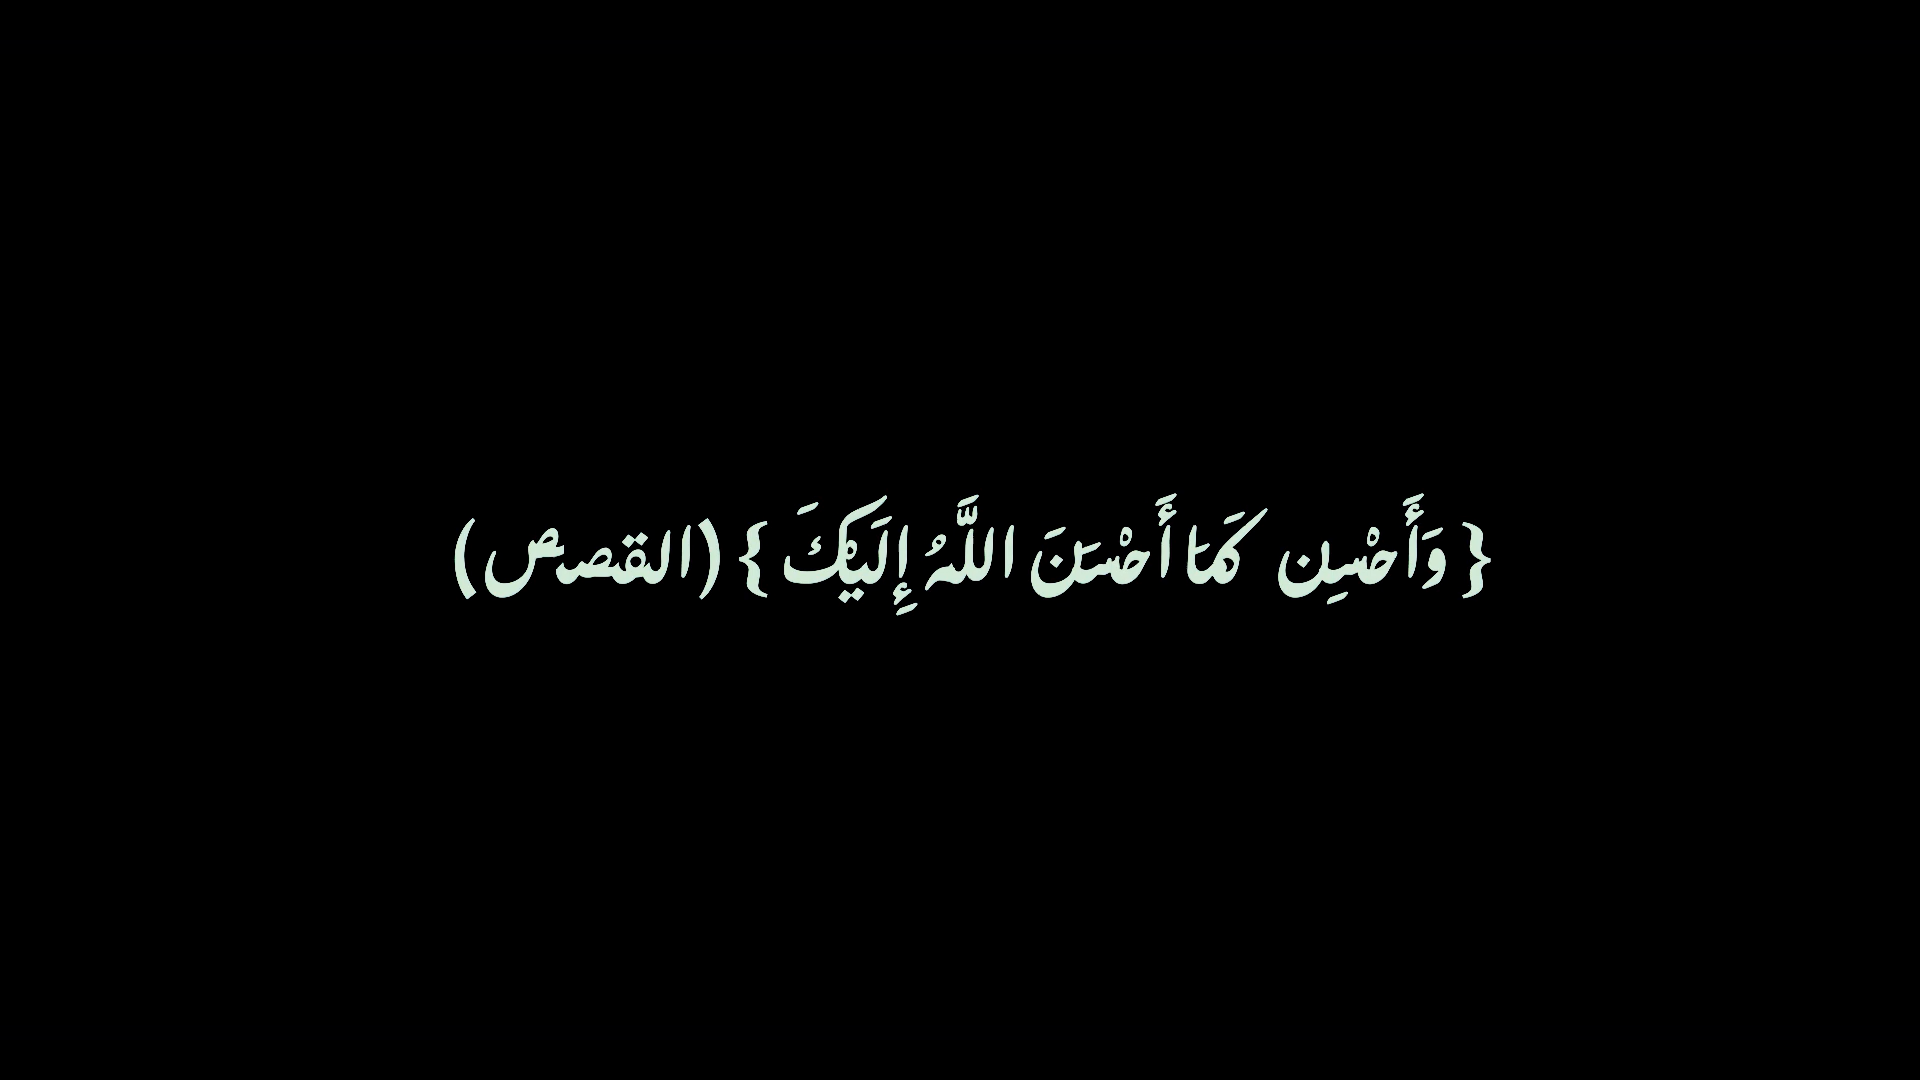 { وَأَحْسِن كَمَا أَحْسَنَ اللَّهُ إِلَيْكَ } (القصص)